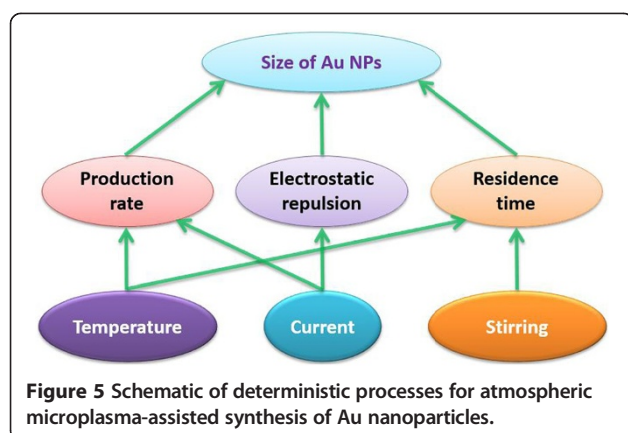 Size of Au NPs
Production
rate
Electrostatic
repulsion
Residence
time
Temperature
Current
Stirring
Figure 5 Schematic of deterministic processes for atmospheric
microplasma-assisted synthesis of Au nanoparticles.